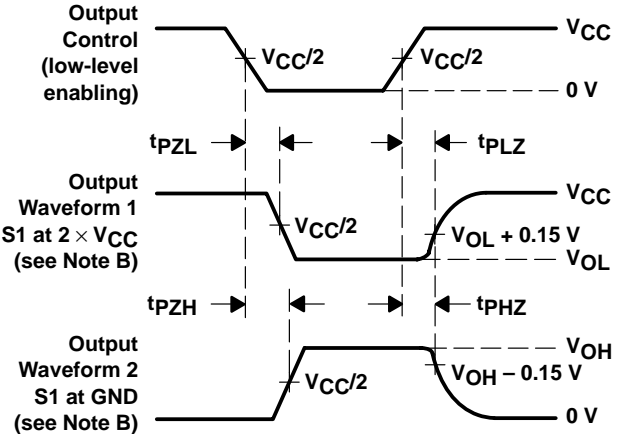 Output
Control
(low-level
enabling)
VCC/2
VCC/2
VCC
0 V
tPZL
tPLZ
Output
Waveform 1
S1 at 2 × VCC
(see Note B)
VCC/2
VCC
VOL + 0.15 V
VOL
tPZH
tPHZ
Output
Waveform 2
S1 at GND
(see Note B)
VCC/2
VOH
VOH – 0.15 V
0 V